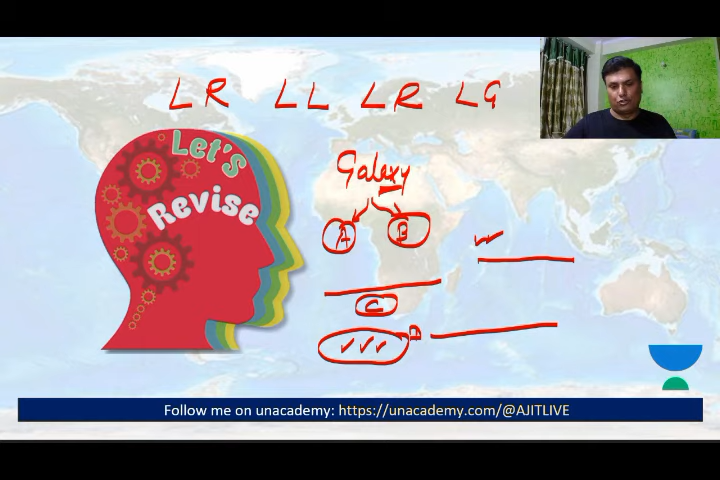 LR LL LR LG
Let's
Revise
Galaxy
A B
C
D
Follow me on unacademy: https://unacademy.com/@AJITLIVE